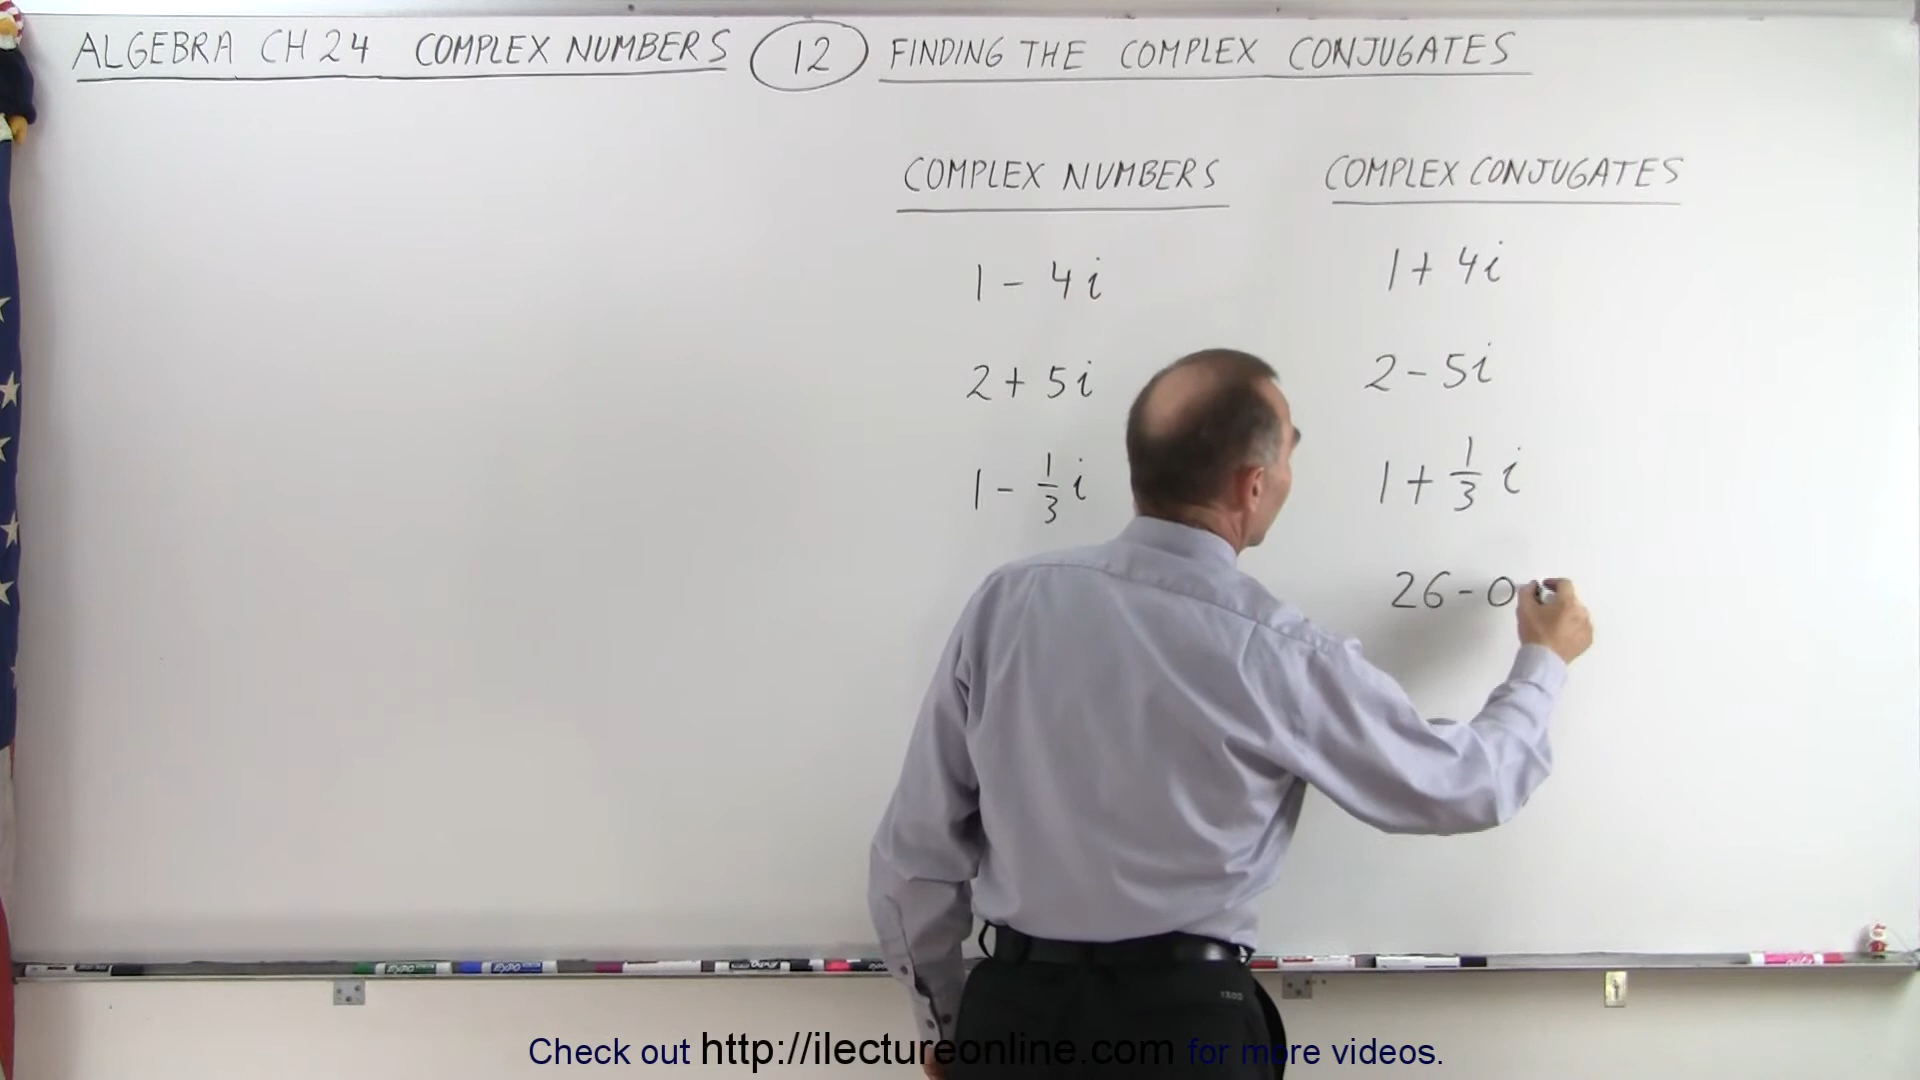 ALGEBRA CH 24 COMPLEX NUMBERS 12 FINDING THE COMPLEX CONJUGATES
COMPLEX NUMBERS COMPLEX CONJUGATES
1 - 4i 1 + 4i
2 + 5i 2 - 5i
1 - 1/3 i 1 + 1/3 i
26 - 0
IZOD
Check out http://ilectureonline.com for more videos.